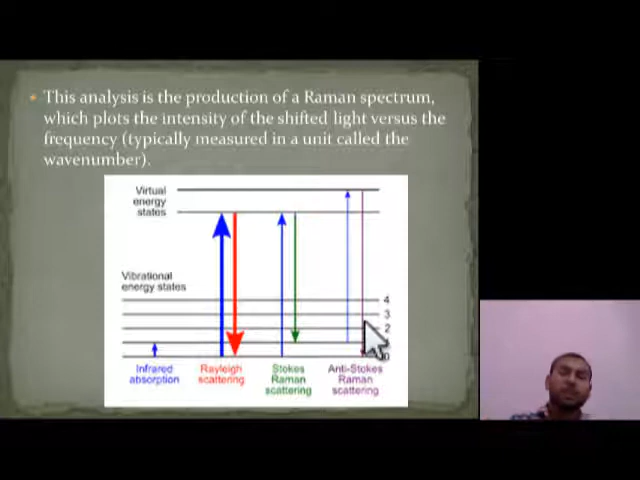 This analysis is the production of a Raman spectrum,
which plots the intensity of the shifted light versus the
frequency (typically measured in a unit called the
wavenumber).
Virtual
energy
states
Vibrational
energy states
4
3
2
0
Infrared
absorption
Rayleigh
scattering
Stokes
Raman
scattering
Anti-Stokes
Raman
scattering